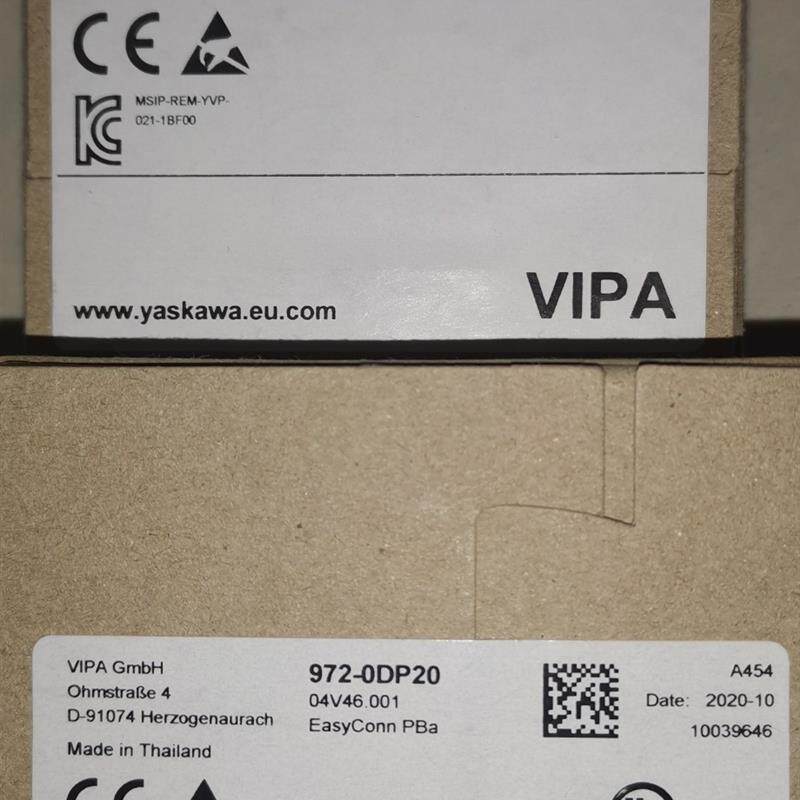 CE
MSIP-REM-YVP-
021-1BF00
www.yaskawa.eu.com
VIPA
VIPA GmbH
Ohmstraße 4
D-91074 Herzogenaurach
Made in Thailand
972-0DP20
04V46.001
EasyConn PBa
A454
Date: 2020-10
10039646